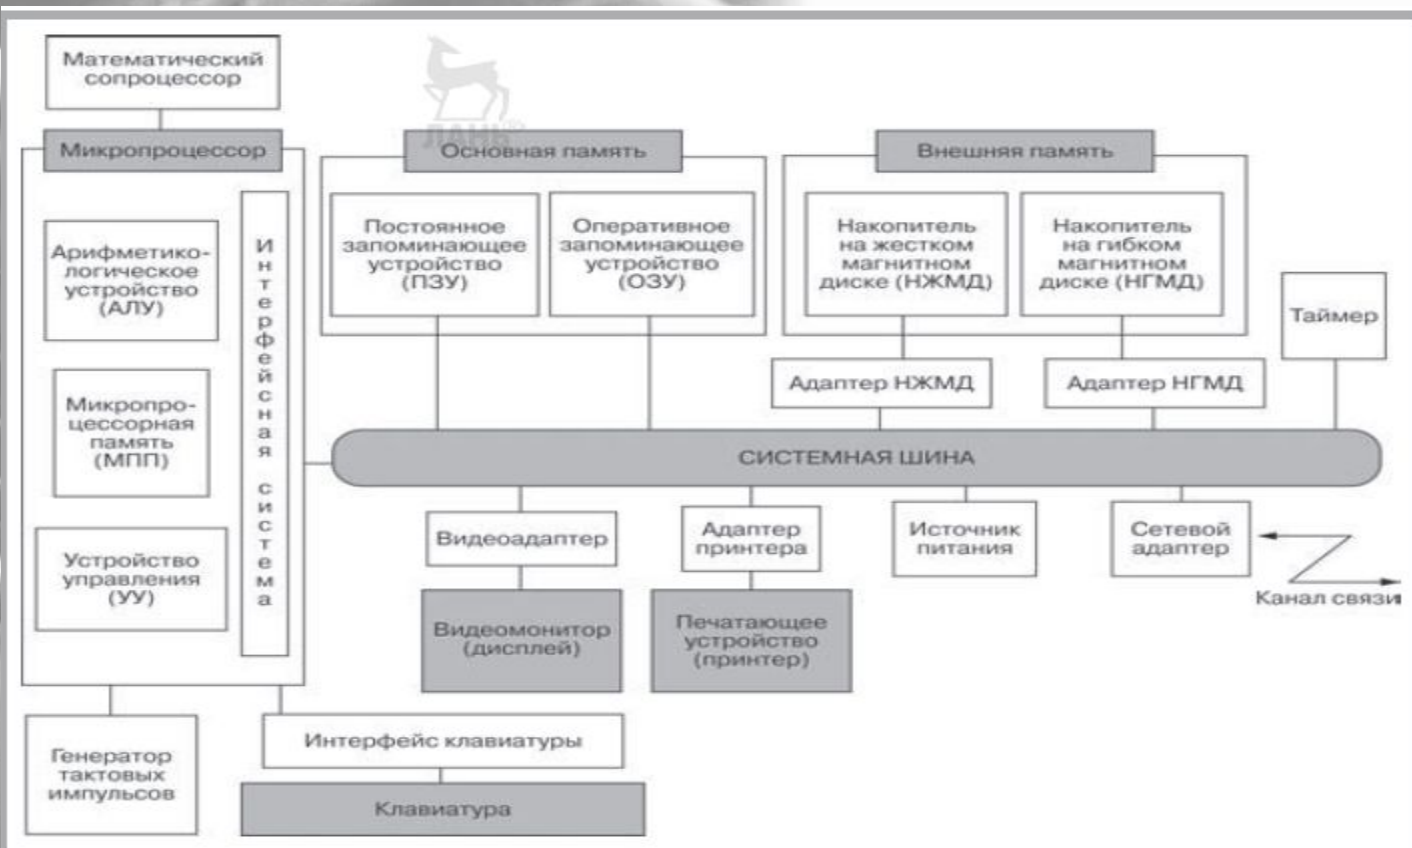 Математический
сопроцессор
ЛАНЬ®
Микропроцессор
Основная память
Внешняя память
Арифметико-
логическое
устройство
(АЛУ)
Микропро-
цессорная
память
(МПП)
Устройство
управления
(УУ)
Интерфейсная система
Постоянное
запоминающее
устройство
(ПЗУ)
Оперативное
запоминающее
устройство
(ОЗУ)
Накопитель
на жестком
магнитном
диске (НЖМД)
Накопитель
на гибком
магнитном
диске (НГМД)
Таймер
Адаптер НЖМД
Адаптер НГМД
СИСТЕМНАЯ ШИНА
Видеоадаптер
Адаптер
принтера
Источник
питания
Сетевой
адаптер
Канал связи
Видеомонитор
(дисплей)
Печатающее
устройство
(принтер)
Генератор
тактовых
импульсов
Интерфейс клавиатуры
Клавиатура